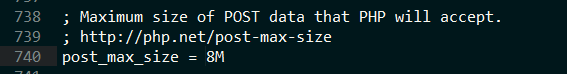 738 ; Maximum size of POST data that PHP will accept.
739 ; http://php.net/post-max-size
740 post_max_size = 8M